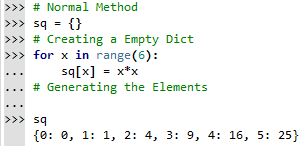 >>> # Normal Method
>>> sq = {}
>>> # Creating a Empty Dict
>>> for x in range(6):
...     sq[x] = x*x
... # Generating the Elements
...
>>> sq
{0: 0, 1: 1, 2: 4, 3: 9, 4: 16, 5: 25}